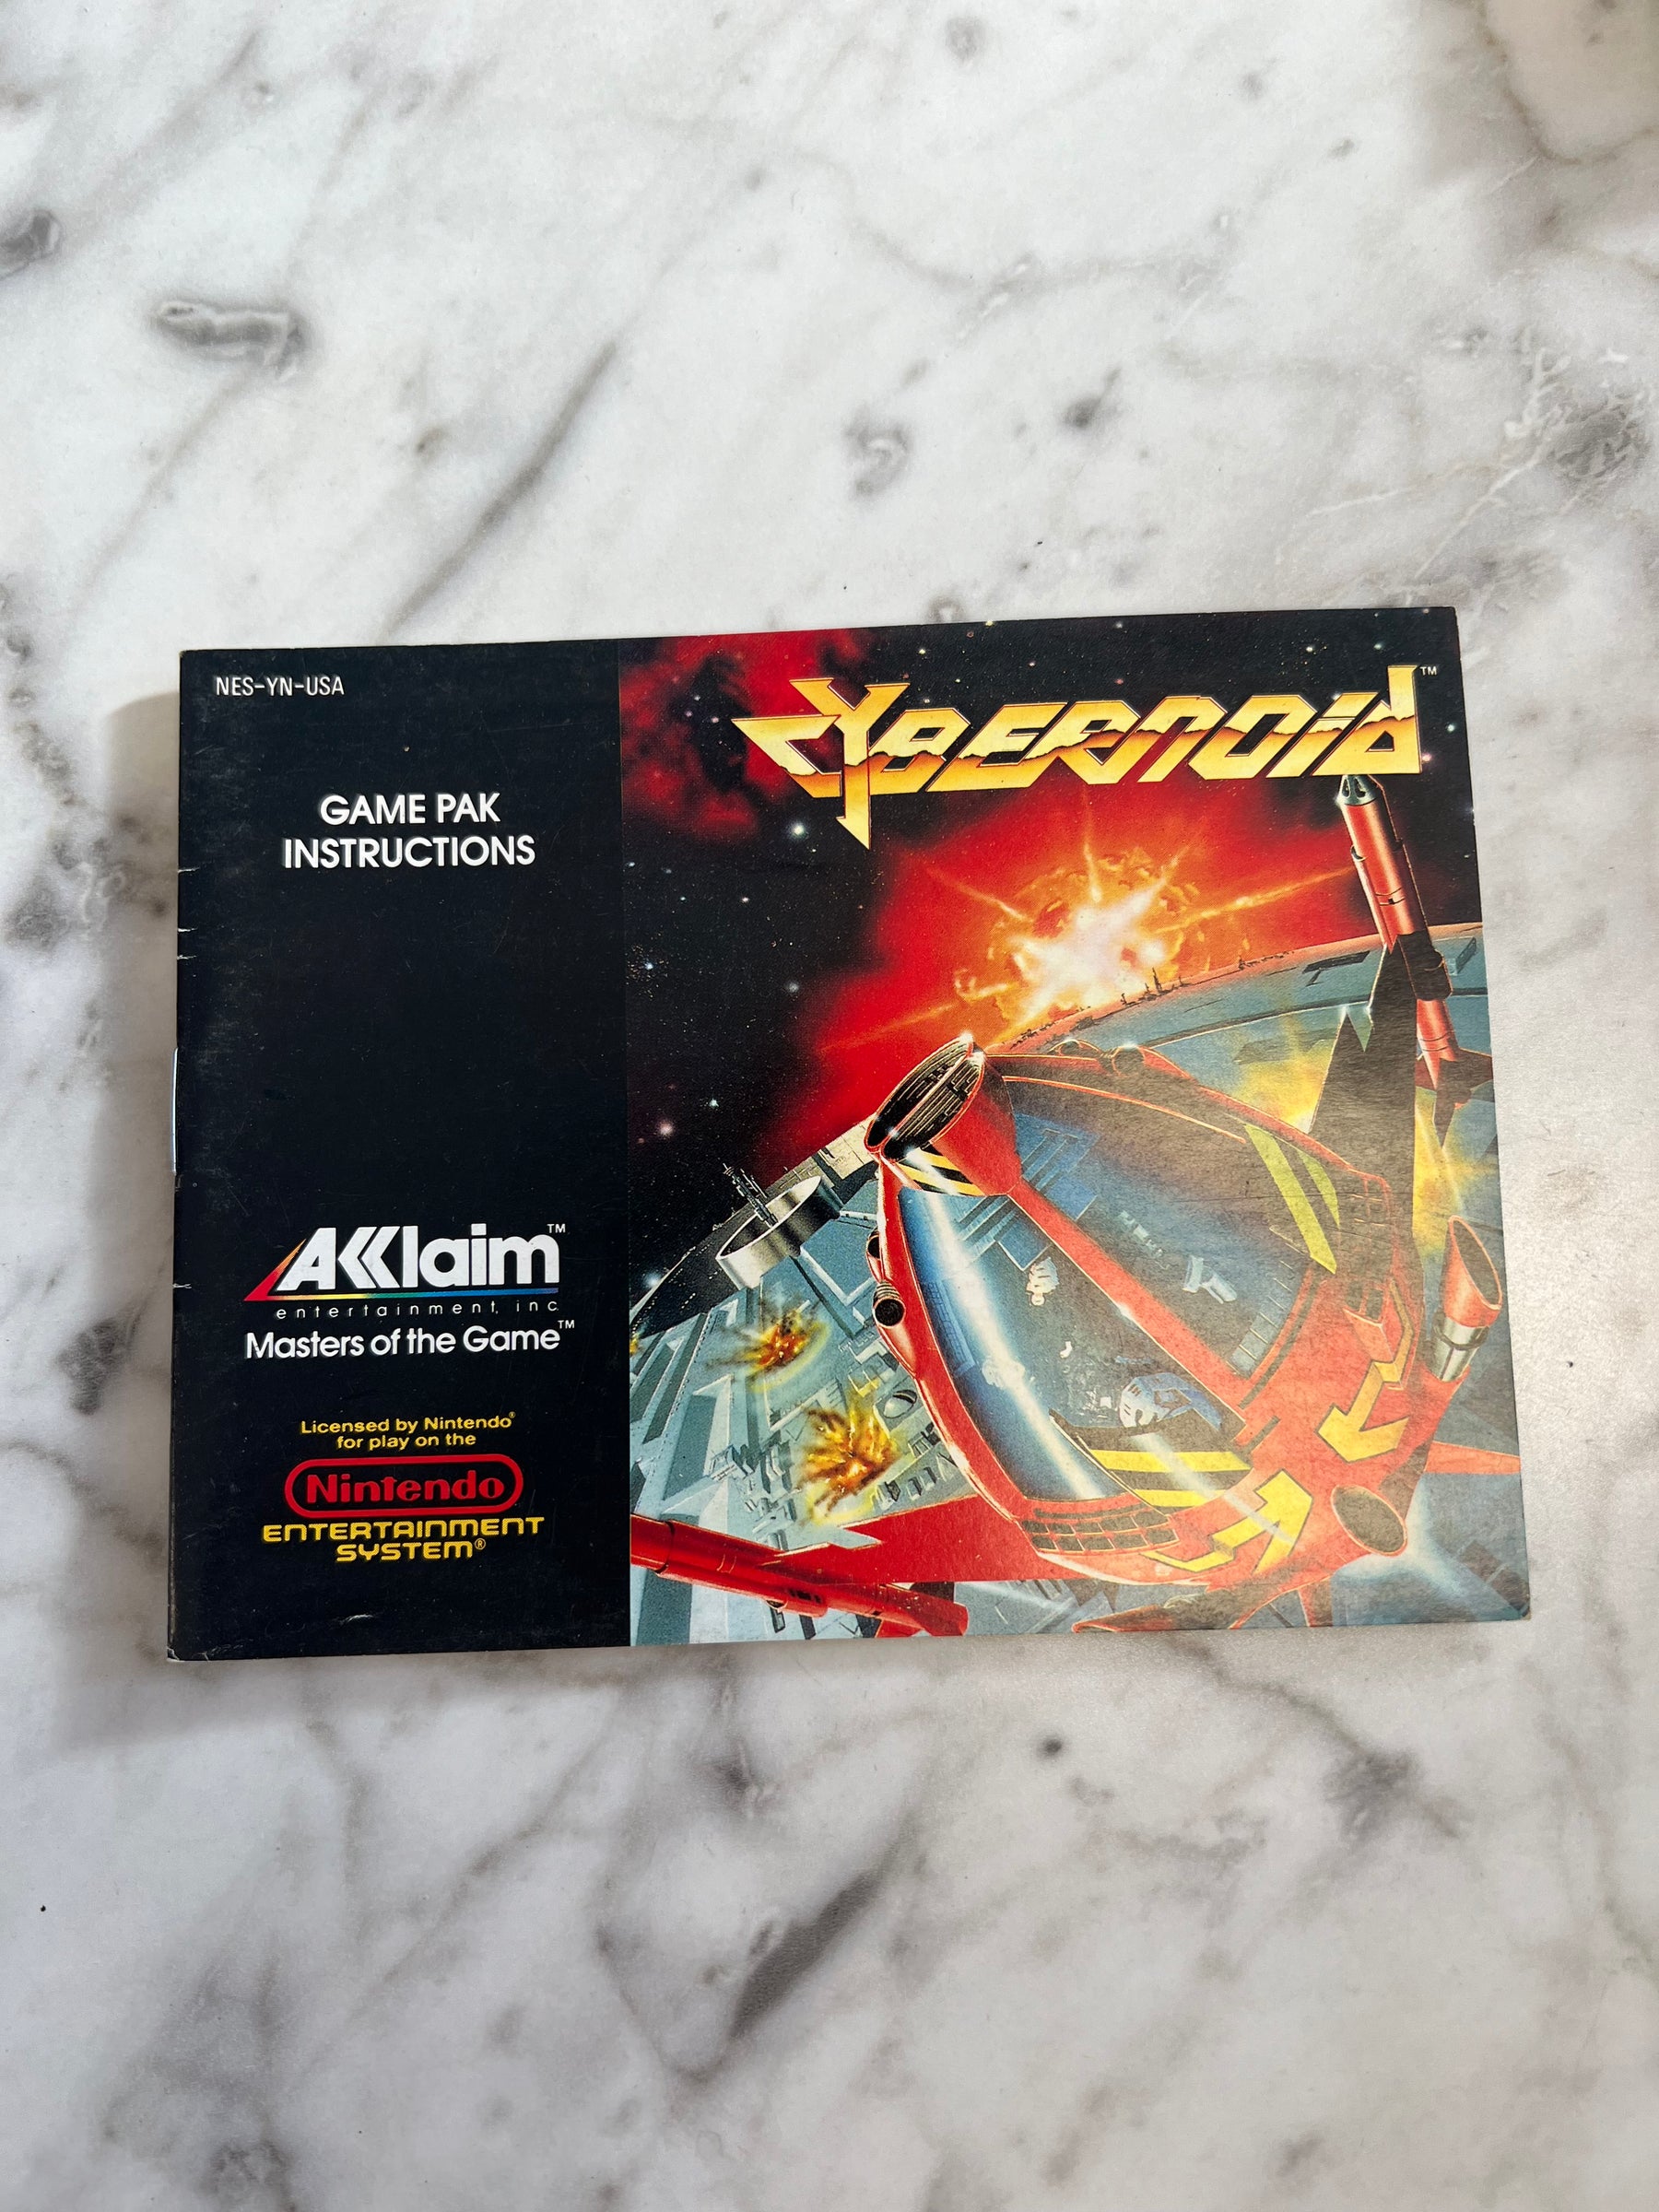 NES-YN-USA
GAME PAK
INSTRUCTIONS
AKKlaim™
entertainment, inc
Masters of the Game™
Licensed by Nintendo®
for play on the
Nintendo
ENTERTAINMENT
SYSTEM®
CYBERNOID™